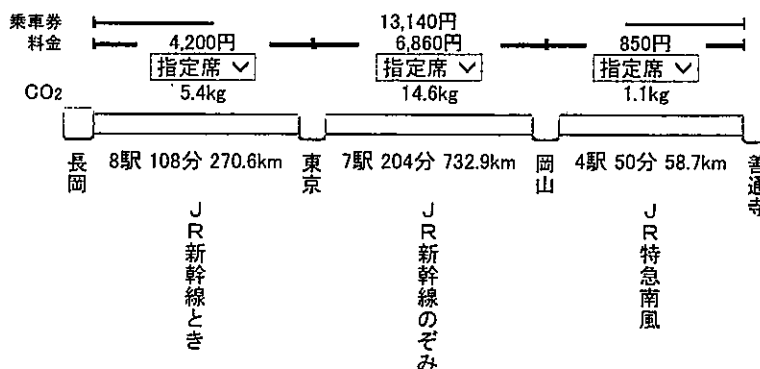 乗車券 13,140円
料金 4,200円 6,860円 850円
指定席 指定席 指定席
CO2 5.4kg 14.6kg 1.1kg
長岡 8駅 108分 270.6km 東京 7駅 204分 732.9km 岡山 4駅 50分 58.7km 善通寺
JR新幹線とき
JR新幹線のぞみ
JR特急南風